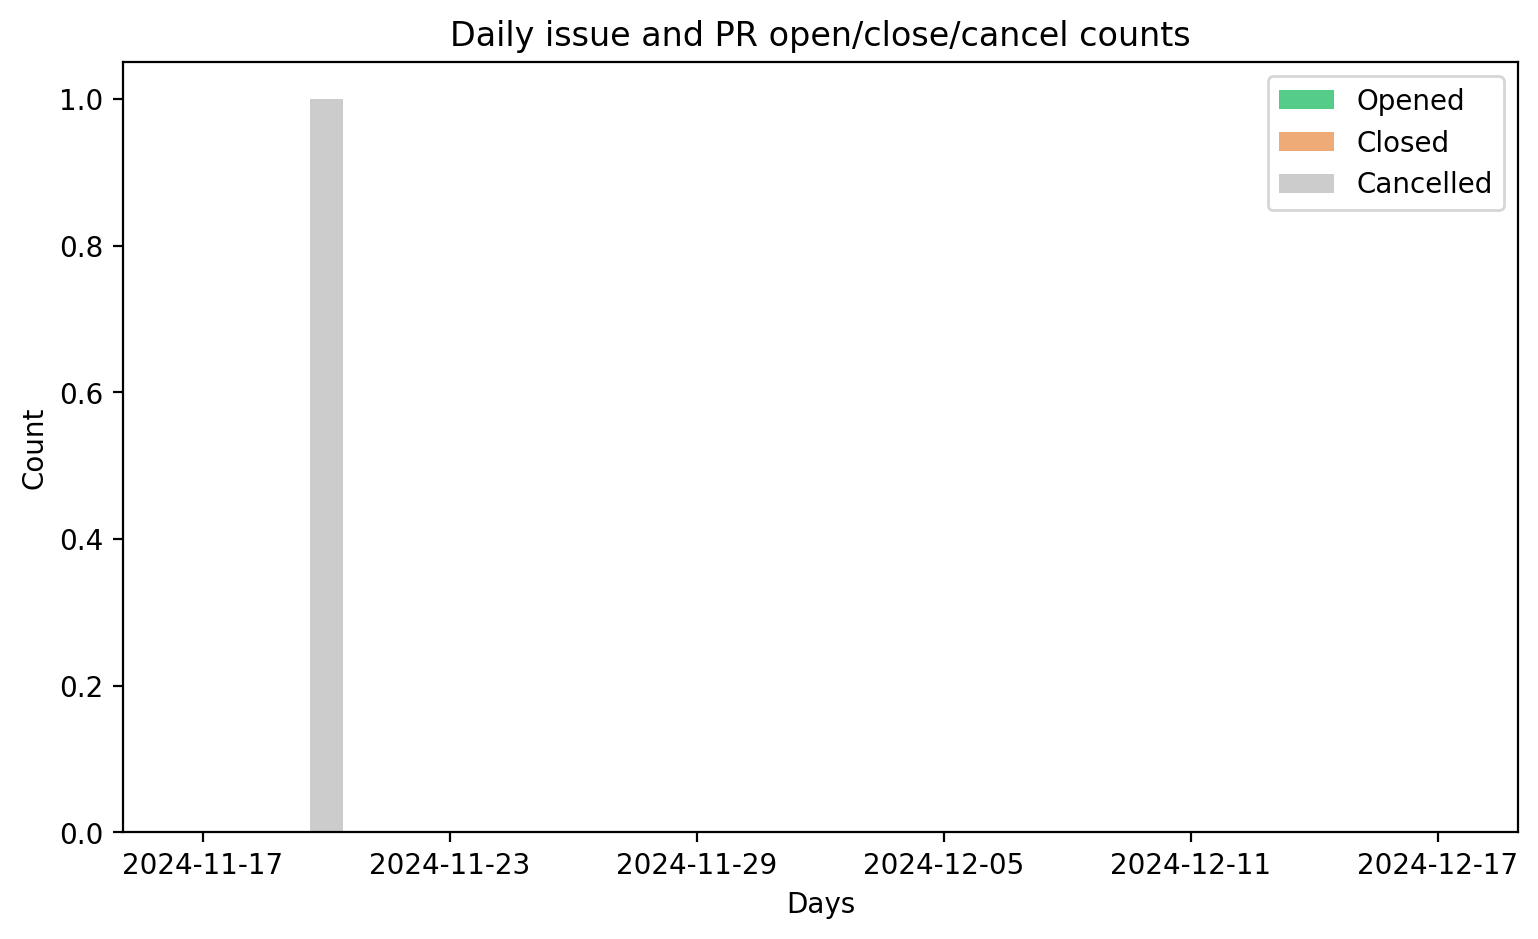 Daily issue and PR open/close/cancel counts
Opened
Closed
Cancelled
1.0
0.8
0.6
0.4
0.2
0.0
Count
2024-11-17 2024-11-23 2024-11-29 2024-12-05 2024-12-11 2024-12-17
Days